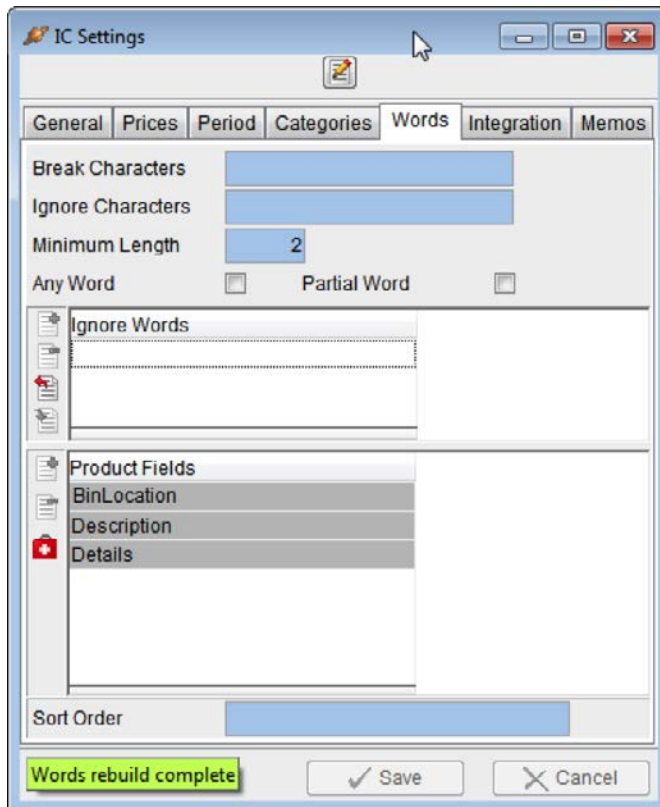 IC Settings
General Prices Period Categories Words Integration Memos
Break Characters
Ignore Characters
Minimum Length 2
Any Word Partial Word
Ignore Words
Product Fields
BinLocation
Description
Details
Sort Order
Words rebuild complete Save Cancel